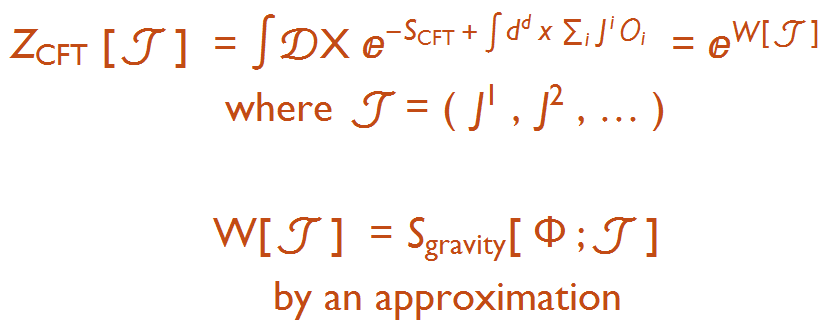 Z_CFT [ 𝒯 ] = ∫ 𝒟X e^{−S_CFT + ∫ d^d x ∑_i J^i O_i} = e^{W[ 𝒯 ]}
where 𝒯 = ( J^1 , J^2 , … )
W[ 𝒯 ] = S_gravity[ Φ ; 𝒯 ]
by an approximation